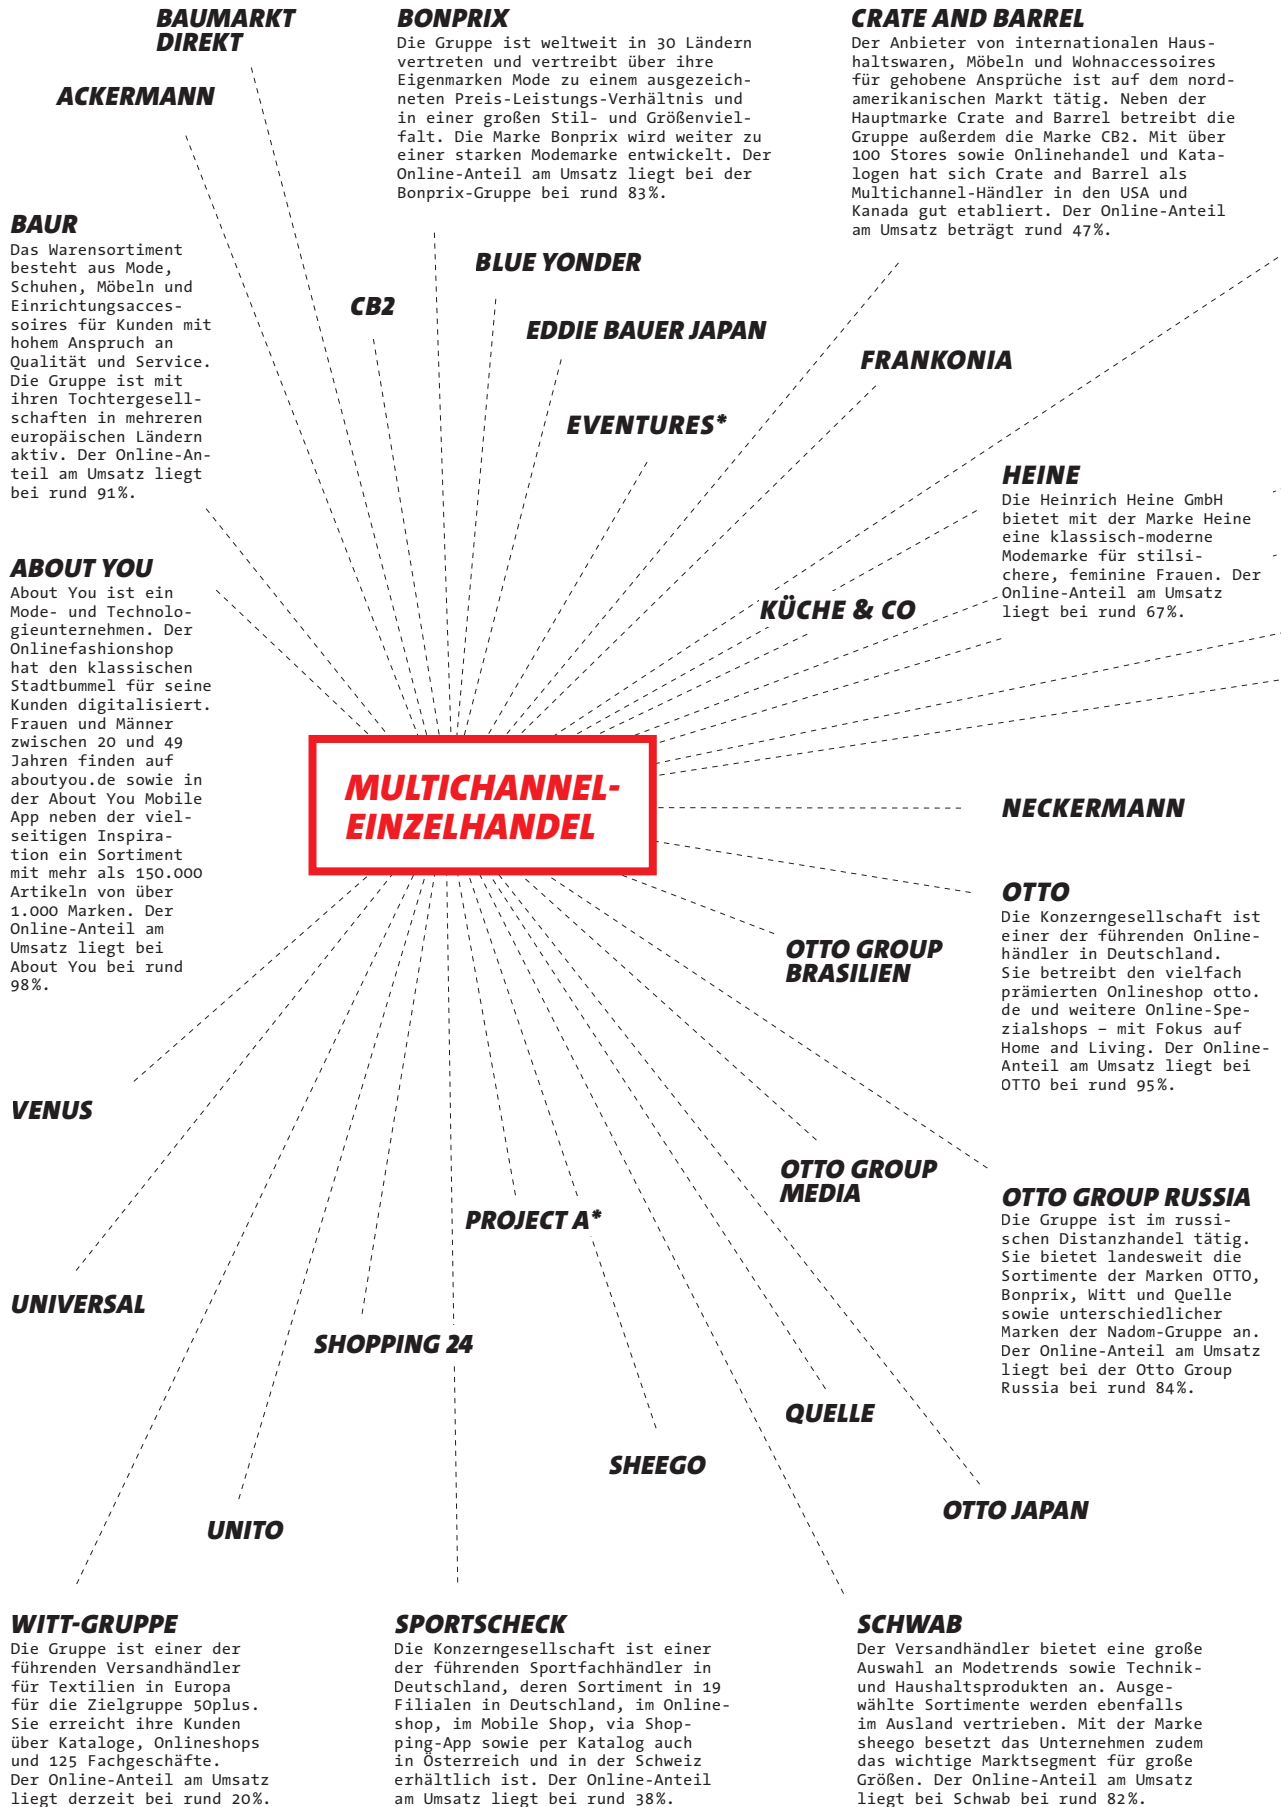 BAUMARKT
DIREKT
ACKERMANN
BONPRIX
Die Gruppe ist weltweit in 30 Ländern
vertreten und vertreibt über ihre
Eigenmarken Mode zu einem ausgezeich-
neten Preis-Leistungs-Verhältnis und
in einer großen Stil- und Größenviel-
falt. Die Marke Bonprix wird weiter zu
einer starken Modemarke entwickelt. Der
Online-Anteil am Umsatz liegt bei der
Bonprix-Gruppe bei rund 83%.
CRATE AND BARREL
Der Anbieter von internationalen Haus-
haltswaren, Möbeln und Wohnaccessoires
für gehobene Ansprüche ist auf dem nord-
amerikanischen Markt tätig. Neben der
Hauptmarke Crate and Barrel betreibt die
Gruppe außerdem die Marke CB2. Mit über
100 Stores sowie Onlinehandel und Kata-
logen hat sich Crate and Barrel als
Multichannel-Händler in den USA und
Kanada gut etabliert. Der Online-Anteil
am Umsatz beträgt rund 47%.
BAUR
Das Warensortiment
besteht aus Mode,
Schuhen, Möbeln und
Einrichtungsacces-
soires für Kunden mit
hohem Anspruch an
Qualität und Service.
Die Gruppe ist mit
ihren Tochtergesell-
schaften in mehreren
europäischen Ländern
aktiv. Der Online-An-
teil am Umsatz liegt
bei rund 91%.
BLUE YONDER
CB2
EDDIE BAUER JAPAN
FRANKONIA
EVENTURES*
HEINE
Die Heinrich Heine GmbH
bietet mit der Marke Heine
eine klassisch-moderne
Modemarke für stilsi-
chere, feminine Frauen. Der
Online-Anteil am Umsatz
liegt bei rund 67%.
ABOUT YOU
About You ist ein
Mode- und Technolo-
gieunternehmen. Der
Onlinefashionshop
hat den klassischen
Stadtbummel für seine
Kunden digitalisiert.
Frauen und Männer
zwischen 20 und 49
Jahren finden auf
aboutyou.de sowie in
der About You Mobile
App neben der viel-
seitigen Inspira-
tion ein Sortiment
mit mehr als 150.000
Artikeln von über
1.000 Marken. Der
Online-Anteil am
Umsatz liegt bei
About You bei rund
98%.
KÜCHE & CO
MULTICHANNEL-
EINZELHANDEL
NECKERMANN
OTTO
Die Konzerngesellschaft ist
einer der führenden Online-
händler in Deutschland.
Sie betreibt den vielfach
prämierten Onlineshop otto.
de und weitere Online-Spe-
zialshops – mit Fokus auf
Home and Living. Der Online-
Anteil am Umsatz liegt bei
OTTO bei rund 95%.
OTTO GROUP
BRASILIEN
VENUS
OTTO GROUP
MEDIA
OTTO GROUP RUSSIA
Die Gruppe ist im russi-
schen Distanzhandel tätig.
Sie bietet landesweit die
Sortimente der Marken OTTO,
Bonprix, Witt und Quelle
sowie unterschiedlicher
Marken der Nadom-Gruppe an.
Der Online-Anteil am Umsatz
liegt bei der Otto Group
Russia bei rund 84%.
PROJECT A*
UNIVERSAL
SHOPPING 24
QUELLE
SHEEGO
OTTO JAPAN
UNITO
WITT-GRUPPE
Die Gruppe ist einer der
führenden Versandhändler
für Textilien in Europa
für die Zielgruppe 50plus.
Sie erreicht ihre Kunden
über Kataloge, Onlineshops
und 125 Fachgeschäfte.
Der Online-Anteil am Umsatz
liegt derzeit bei rund 20%.
SPORTSCHECK
Die Konzerngesellschaft ist einer
der führenden Sportfachhändler in
Deutschland, deren Sortiment in 19
Filialen in Deutschland, im Online-
shop, im Mobile Shop, via Shop-
ping-App sowie per Katalog auch
in Österreich und in der Schweiz
erhältlich ist. Der Online-Anteil
am Umsatz liegt bei rund 38%.
SCHWAB
Der Versandhändler bietet eine große
Auswahl an Modetrends sowie Technik-
und Haushaltsprodukten an. Ausge-
wählte Sortimente werden ebenfalls
im Ausland vertrieben. Mit der Marke
sheego besetzt das Unternehmen zudem
das wichtige Marktsegment für große
Größen. Der Online-Anteil am Umsatz
liegt bei Schwab bei rund 82%.